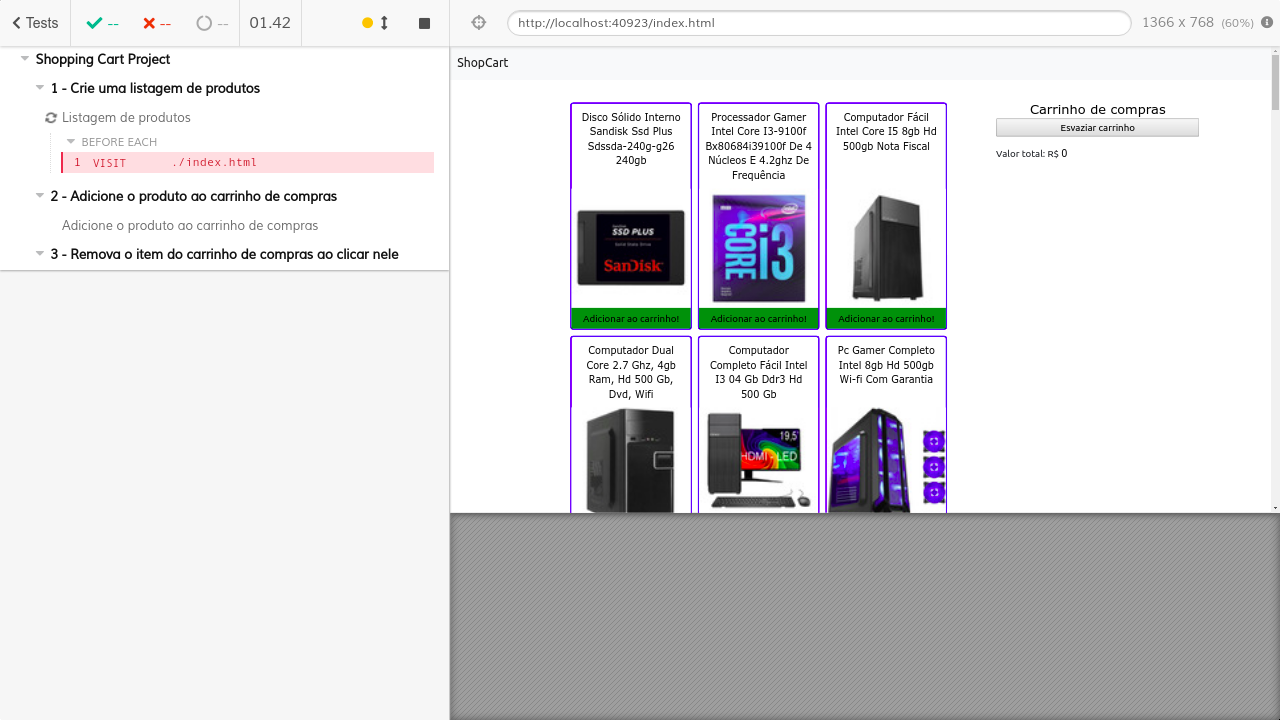 Tests
--
--
--
01.42
http://localhost:40923/index.html
1366 x 768 (60%)
Shopping Cart Project
1 - Crie uma listagem de produtos
Listagem de produtos
BEFORE EACH
1 VISIT ./index.html
2 - Adicione o produto ao carrinho de compras
Adicione o produto ao carrinho de compras
3 - Remova o item do carrinho de compras ao clicar nele
ShopCart
Disco Sólido Interno
Sandisk Ssd Plus
Sdssda-240g-g26
240gb
SSD PLUS
Solid State Drive
SanDisk
Adicionar ao carrinho!
Processador Gamer
Intel Core I3-9100f
Bx80684i39100f De 4
Núcleos E 4.2ghz De
Frequência
intel
CORE i3
Adicionar ao carrinho!
Computador Fácil
Intel Core I5 8gb Hd
500gb Nota Fiscal
Adicionar ao carrinho!
Computador Dual
Core 2.7 Ghz, 4gb
Ram, Hd 500 Gb,
Dvd, Wifi
Computador
Completo Fácil Intel
I3 04 Gb Ddr3 Hd
500 Gb
19,5
HDMI - LED
Pc Gamer Completo
Intel 8gb Hd 500gb
Wi-fi Com Garantia
Carrinho de compras
Esvaziar carrinho
Valor total: R$ 0